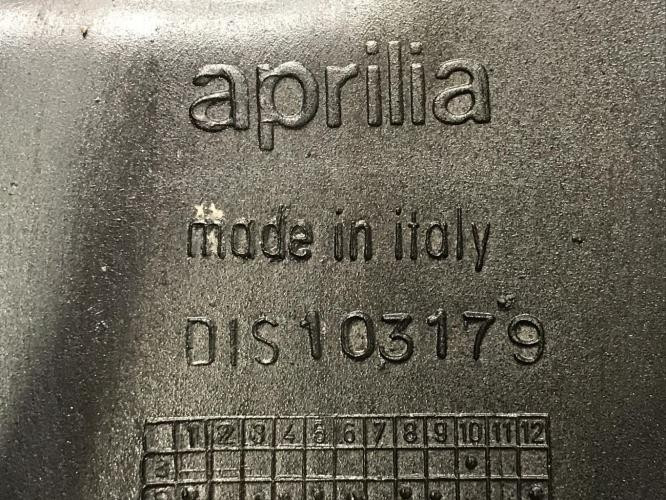 aprilia
made in italy
DIS 103179
1 2 3 4 5 6 7 8 9 10 11 12